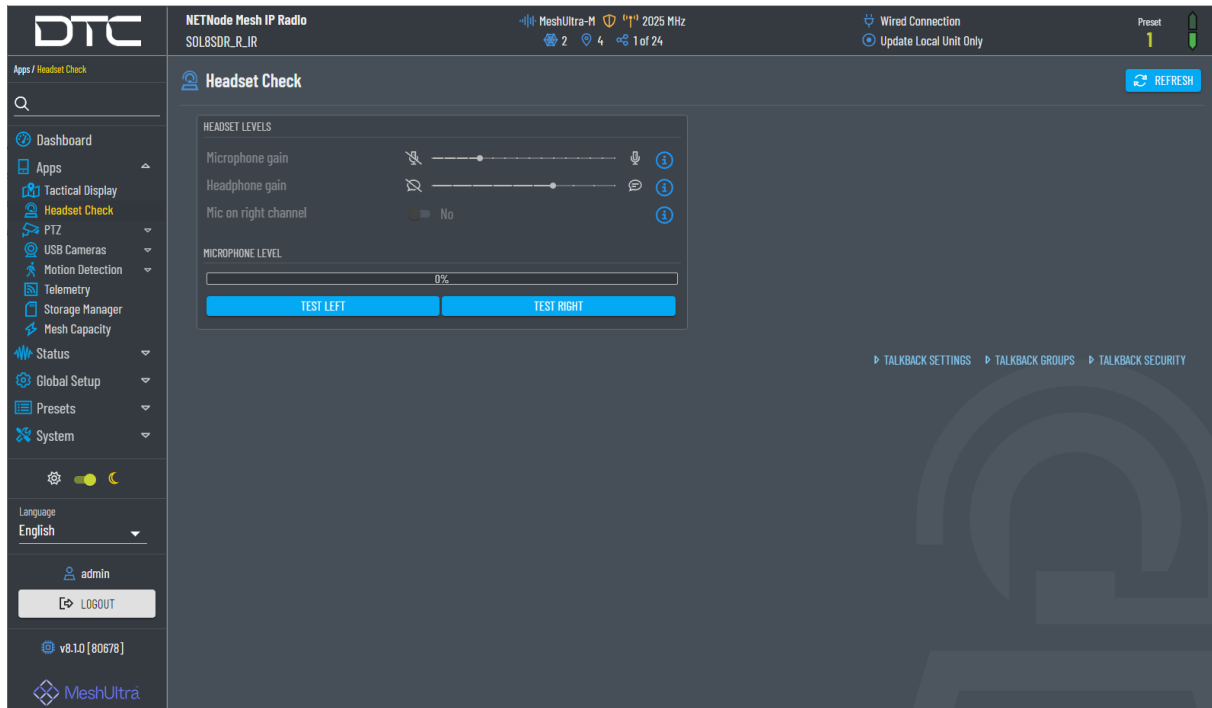 DTC
NETNode Mesh IP Radio
SOL8SDR_R_IR
MeshUltra-M 2025 MHz
2 4 1 of 24
Wired Connection
Update Local Unit Only
Preset
1
Apps / Headset Check
Dashboard
Apps
Tactical Display
Headset Check
PTZ
USB Cameras
Motion Detection
Telemetry
Storage Manager
Mesh Capacity
Status
Global Setup
Presets
System
Language
English
admin
LOGOUT
v8.1.0 [80678]
MeshUltra
Headset Check
REFRESH
HEADSET LEVELS
Microphone gain
Headphone gain
Mic on right channel No
MICROPHONE LEVEL
0%
TEST LEFT TEST RIGHT
TALKBACK SETTINGS TALKBACK GROUPS TALKBACK SECURITY